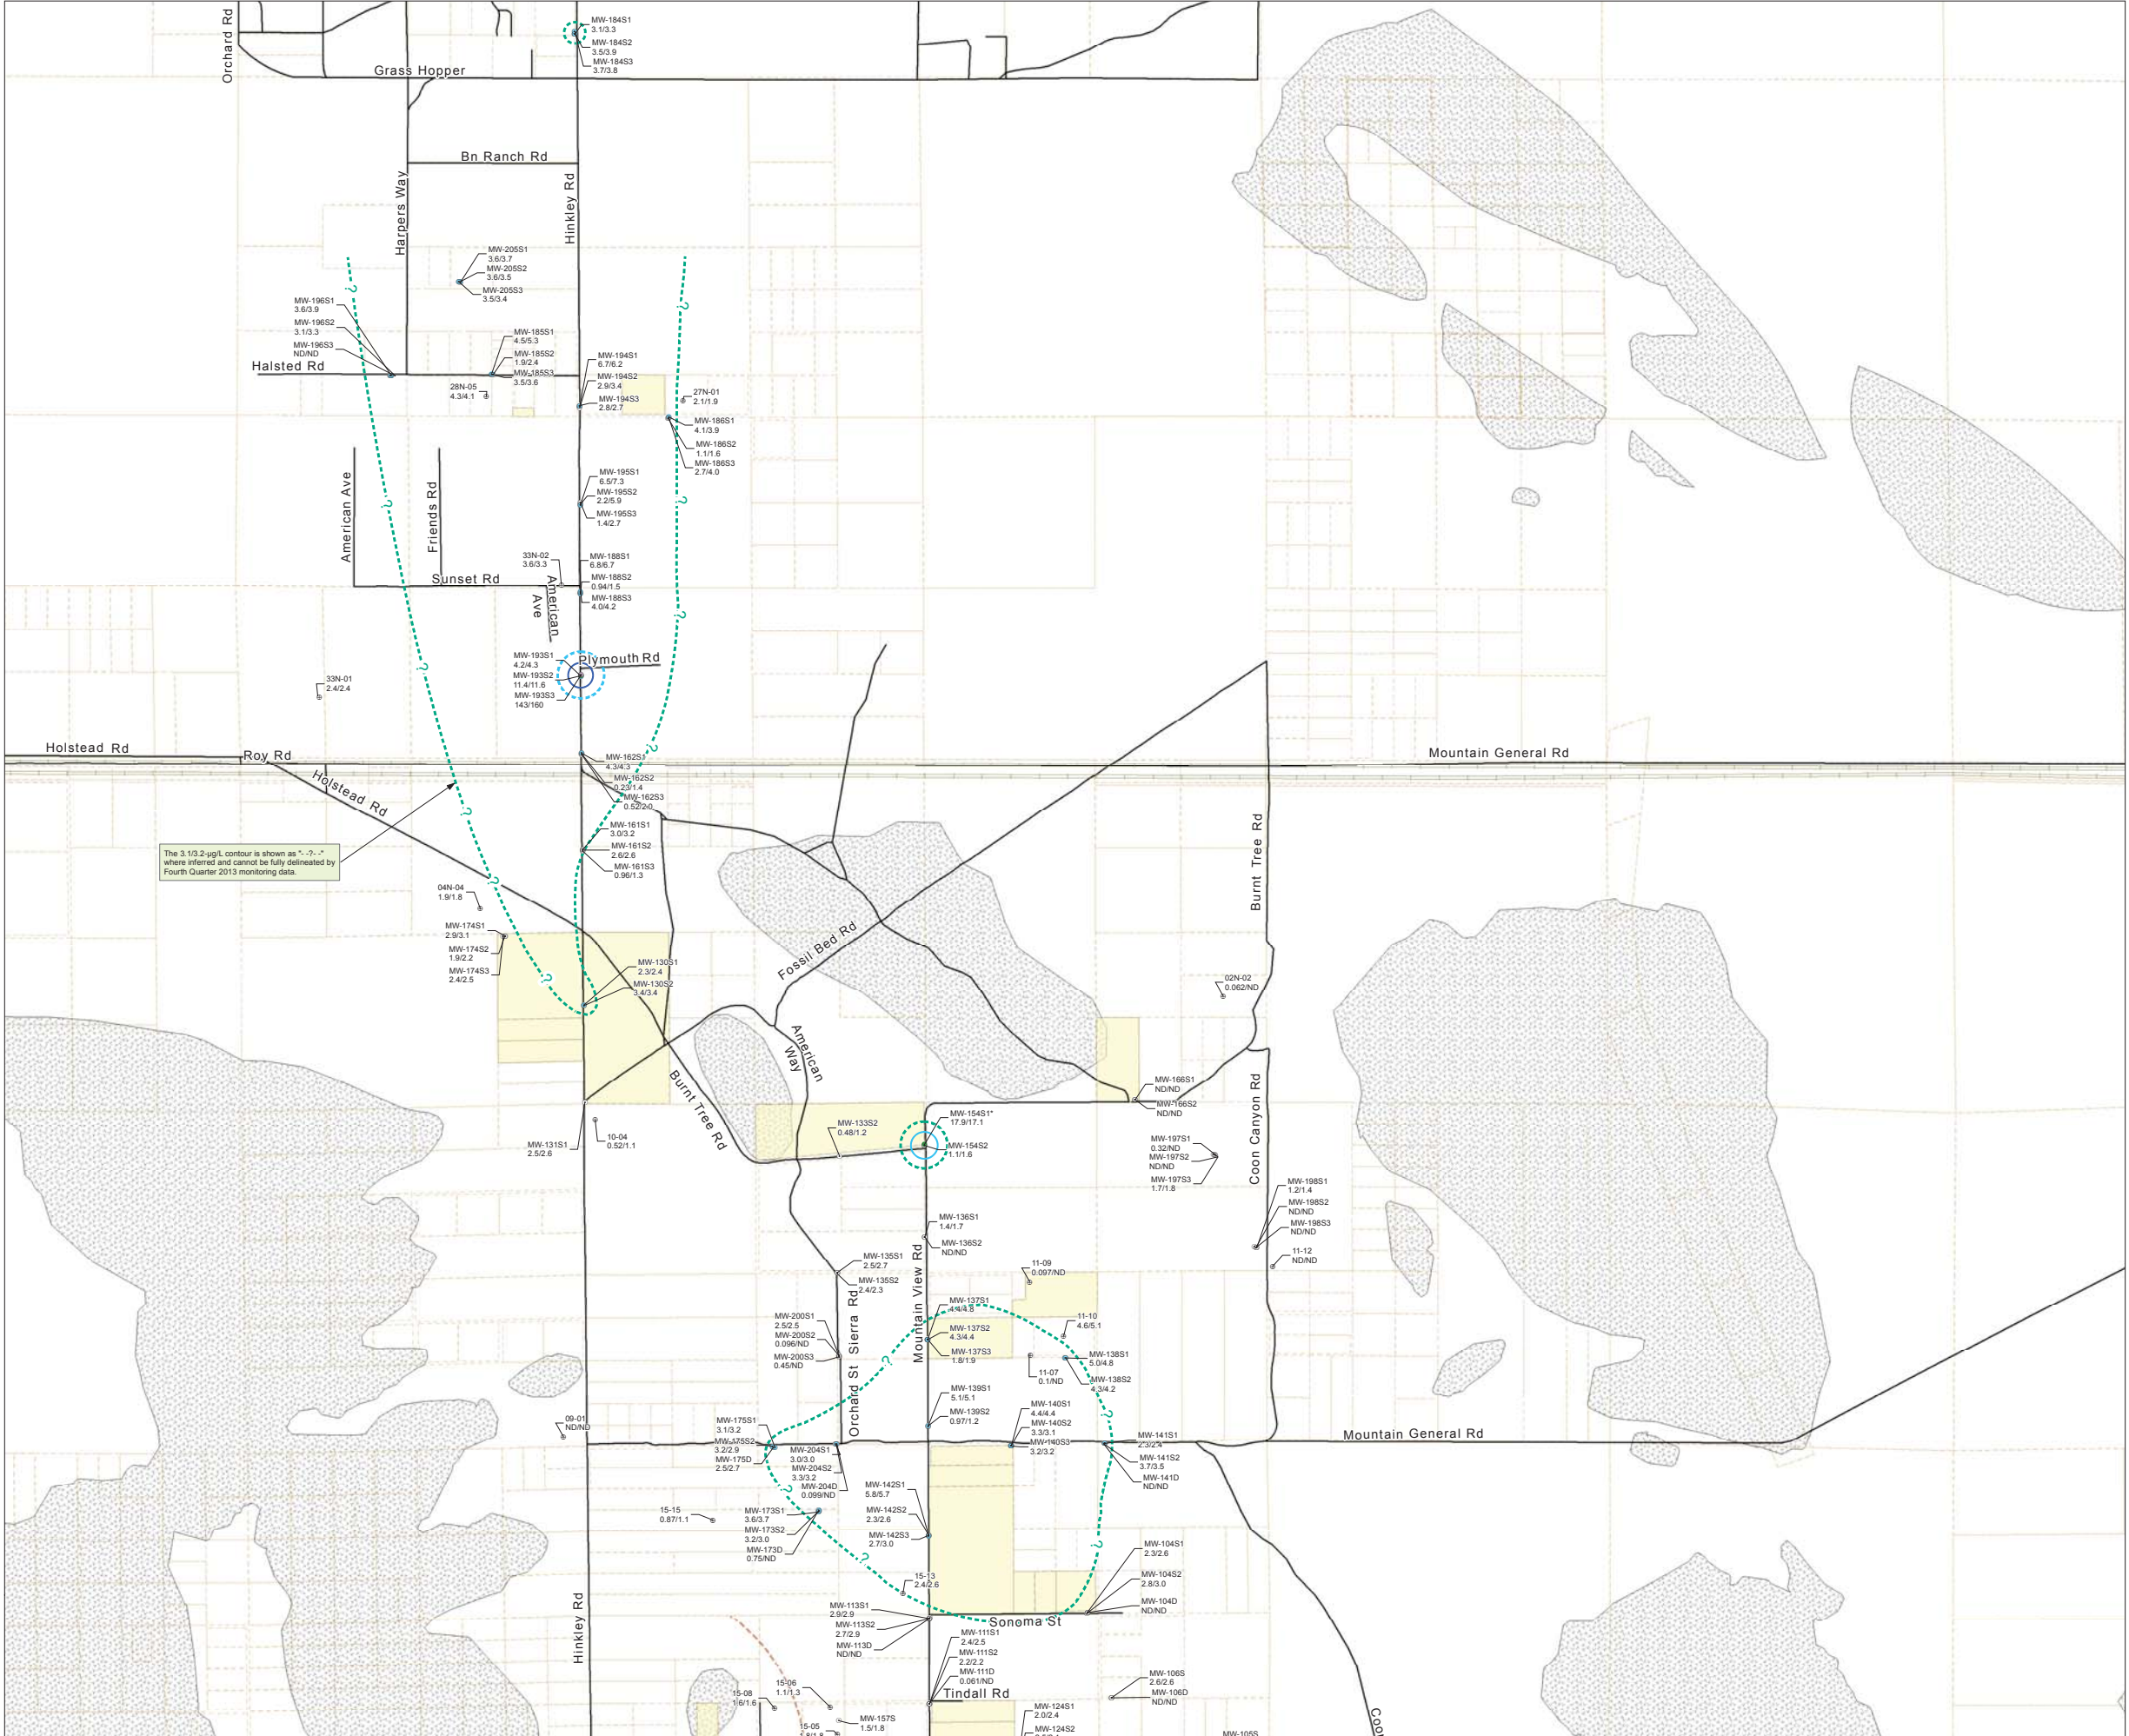 Orchard Rd
MW-184S1
3.1/3.3
MW-184S2
3.5/3.9
MW-184S3
3.7/3.8
Grass Hopper
Bn Ranch Rd
Harpers Way
Hinkley Rd
MW-205S1
3.6/3.7
MW-205S2
3.6/3.5
MW-205S3
3.5/3.4
?
?
MW-196S1
3.6/3.9
MW-196S2
3.1/3.3
MW-196S3
ND/ND
Halsted Rd
MW-185S1
4.5/5.3
MW-185S2
1.9/2.4
MW-185S3
3.5/3.6
28N-05
4.3/4.1
MW-194S1
6.7/6.2
MW-194S2
2.9/3.4
MW-194S3
2.8/2.7
27N-01
2.1/1.9
MW-186S1
4.1/3.9
MW-186S2
1.1/1.6
MW-186S3
2.7/4.0
MW-195S1
6.5/7.3
MW-195S2
2.2/5.9
MW-195S3
1.4/2.7
?
?
American Ave
Friends Rd
Sunset Rd
33N-02
3.6/3.3
American
Ave
MW-188S1
6.8/6.7
MW-188S2
0.94/1.5
MW-188S3
4.0/4.2
?
?
MW-193S1
4.2/4.3
MW-193S2
11.4/11.6
MW-193S3
143/160
Plymouth Rd
33N-01
2.4/2.4
Holstead Rd
Roy Rd
Holstead Rd
?
Mountain General Rd
MW-162S1
4.3/4.3
MW-162S2
0.23/1.4
MW-162S3
0.52/2.0
?
MW-161S1
3.0/3.2
MW-161S2
2.6/2.6
MW-161S3
0.96/1.3
The 3.1/3.2-µg/L contour is shown as "- -?- -"
where inferred and cannot be fully delineated by
Fourth Quarter 2013 monitoring data.
?
04N-04
1.9/1.8
MW-174S1
2.9/3.1
MW-174S2
1.9/2.2
MW-174S3
2.4/2.5
?
MW-130S1
2.3/2.4
MW-130S2
3.4/3.4
Fossil Bed Rd
Burnt Tree Rd
02N-02
0.062/ND
American
Way
Burnt Tree Rd
Coon Canyon Rd
MW-166S1
ND/ND
MW-166S2
ND/ND
MW-131S1
2.5/2.6
10-04
0.52/1.1
MW-133S2
0.48/1.2
MW-154S1*
17.9/17.1
MW-154S2
1.1/1.6
MW-197S1
0.32/ND
MW-197S2
ND/ND
MW-197S3
1.7/1.8
MW-198S1
1.2/1.4
MW-198S2
ND/ND
MW-198S3
ND/ND
11-12
ND/ND
MW-136S1
1.4/1.7
MW-136S2
ND/ND
MW-135S1
2.5/2.7
MW-135S2
2.4/2.3
Mountain View Rd
11-09
0.097/ND
MW-200S1
2.5/2.5
MW-200S2
0.096/ND
MW-200S3
0.45/ND
Sierra Rd
Orchard St
MW-137S1
4.4/4.8
MW-137S2
4.3/4.4
MW-137S3
1.8/1.9
11-10
4.6/5.1
?
11-07
0.1/ND
MW-138S1
5.0/4.8
MW-138S2
4.3/4.2
MW-139S1
5.1/5.1
MW-139S2
0.97/1.2
MW-140S1
4.4/4.4
MW-140S2
3.3/3.1
MW-140S3
3.2/3.2
?
09-01
ND/ND
MW-175S1
3.1/3.2
MW-175S2
3.2/2.9
MW-175D
2.5/2.7
MW-204S1
3.0/3.0
MW-204S2
3.3/3.2
MW-204D
0.099/ND
MW-141S1
2.3/2.4
MW-141S2
3.7/3.5
MW-141D
ND/ND
Mountain General Rd
?
MW-142S1
5.8/5.7
MW-142S2
2.3/2.6
MW-142S3
2.7/3.0
15-15
0.87/1.1
MW-173S1
3.6/3.7
MW-173S2
3.2/3.0
MW-173D
0.75/ND
?
?
15-13
2.4/2.6
MW-104S1
2.3/2.6
MW-104S2
2.8/3.0
MW-104D
ND/ND
Hinkley Rd
MW-113S1
2.9/2.9
MW-113S2
2.7/2.9
MW-113D
ND/ND
Sonoma St
MW-111S1
2.4/2.5
MW-111S2
2.2/2.2
MW-111D
0.061/ND
Tindall Rd
MW-106S
2.6/2.6
MW-106D
ND/ND
15-08
1.6/1.6
15-06
1.1/1.3
MW-157S
1.5/1.8
15-05
MW-124S1
2.0/2.4
MW-124S2
MW-105S